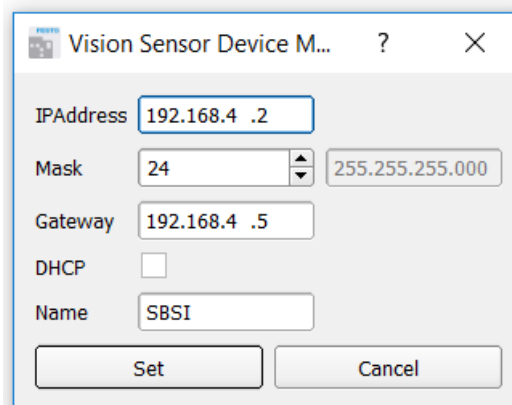 FESTO
Vision Sensor Device M... ?
IPAddress 192.168.4 .2
Mask 24 255.255.255.000
Gateway 192.168.4 .5
DHCP
Name SBSI
Set Cancel